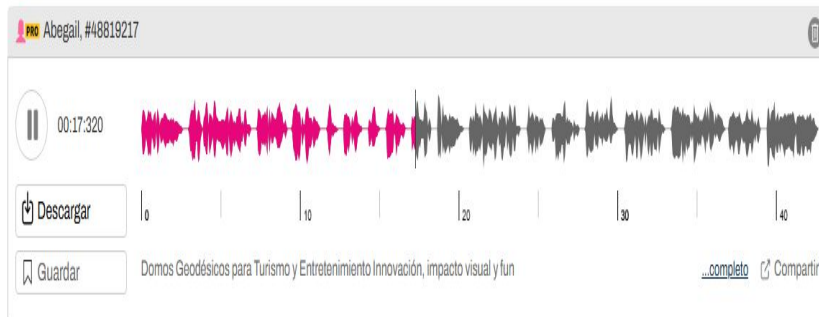 PRO Abegail, #48819217
00:17:320
Descargar
0 10 20 30 40
Guardar
Domos Geodésicos para Turismo y Entretenimiento Innovación, impacto visual y fun
...completo Compartir